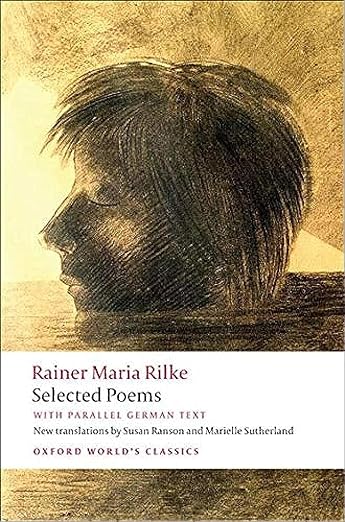 Rainer Maria Rilke
Selected Poems
WITH PARALLEL GERMAN TEXT
New translations by Susan Ranson and Marielle Sutherland
OXFORD WORLD'S CLASSICS